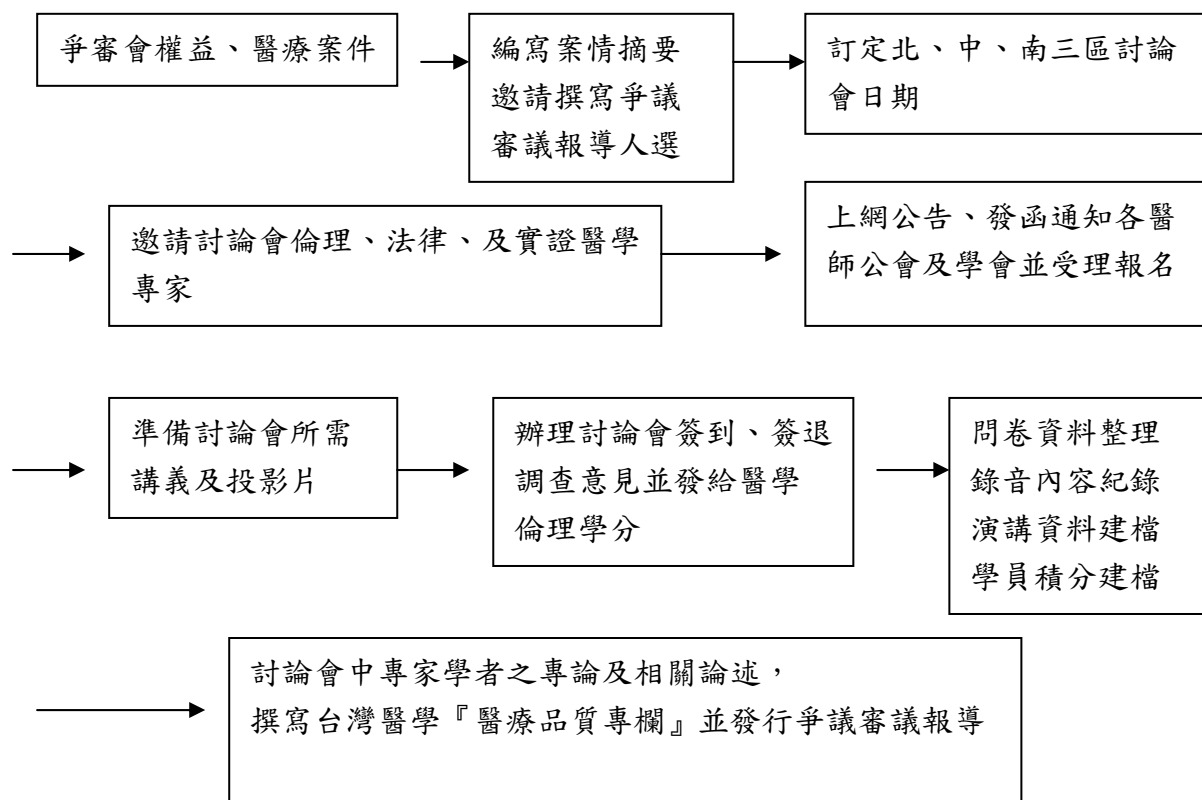 爭審會權益、醫療案件
編寫案情摘要
邀請撰寫爭議
審議報導人選
訂定北、中、南三區討論
會日期
邀請討論會倫理、法律、及實證醫學
專家
上網公告、發函通知各醫
師公會及學會並受理報名
準備討論會所需
講義及投影片
辦理討論會簽到、簽退
調查意見並發給醫學
倫理學分
問卷資料整理
錄音內容紀錄
演講資料建檔
學員積分建檔
討論會中專家學者之專論及相關論述，
撰寫台灣醫學『醫療品質專欄』並發行爭議審議報導